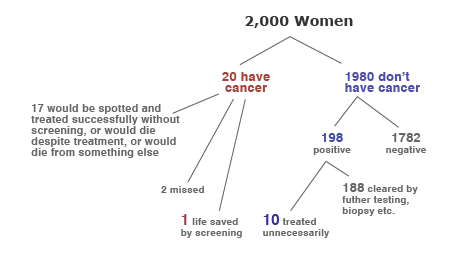 2,000 Women
20 have
cancer
1980 don't
have cancer
17 would be spotted and
treated successfully without
screening, or would die
despite treatment, or would
die from something else
198
positive
1782
negative
2 missed
188 cleared by
futher testing,
biopsy etc.
1 life saved
by screening
10 treated
unnecessarily